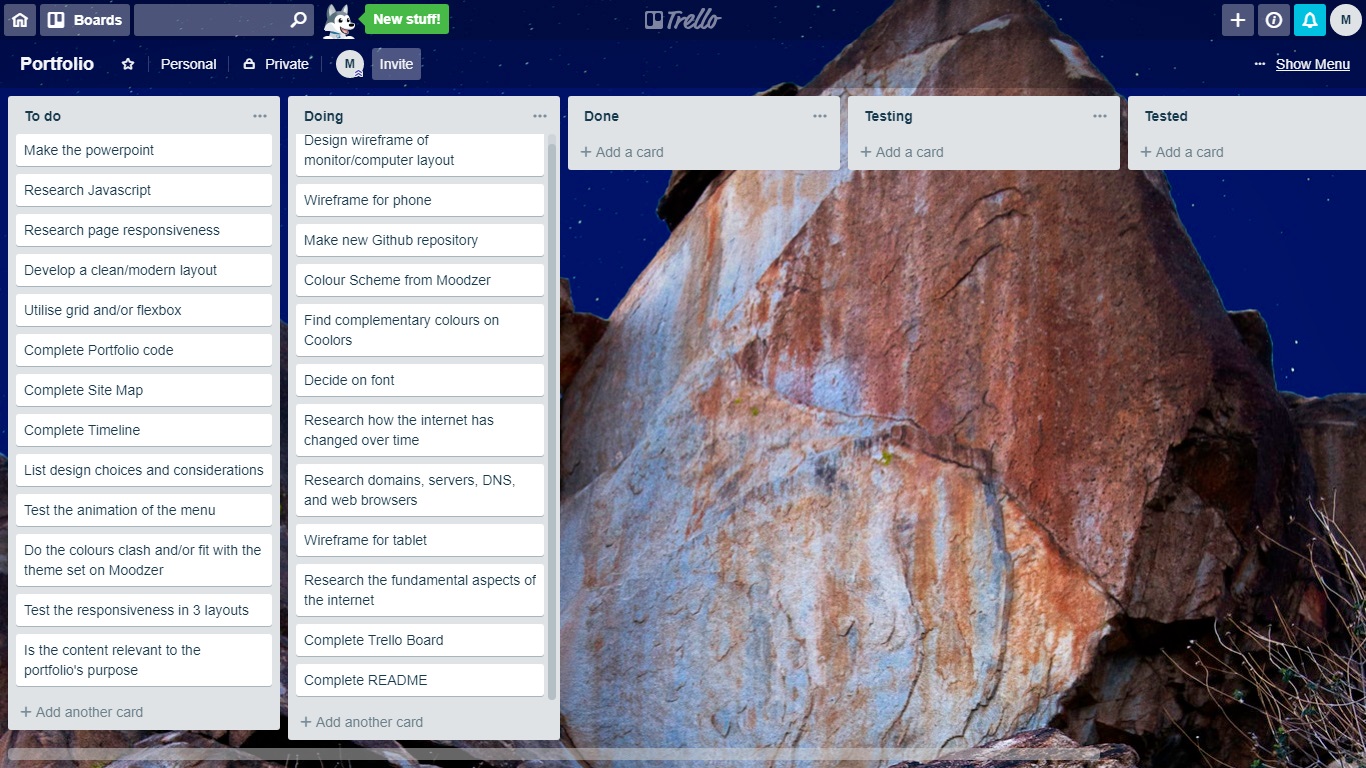 Boards
New stuff!
Trello
M
Portfolio
Personal
Private
M
Invite
··· Show Menu
To do
Make the powerpoint
Research Javascript
Research page responsiveness
Develop a clean/modern layout
Utilise grid and/or flexbox
Complete Portfolio code
Complete Site Map
Complete Timeline
List design choices and considerations
Test the animation of the menu
Do the colours clash and/or fit with the
theme set on Moodzer
Test the responsiveness in 3 layouts
Is the content relevant to the
portfolio's purpose
+ Add another card
Doing
Design wireframe of
monitor/computer layout
Wireframe for phone
Make new Github repository
Colour Scheme from Moodzer
Find complementary colours on
Coolors
Decide on font
Research how the internet has
changed over time
Research domains, servers, DNS,
and web browsers
Wireframe for tablet
Research the fundamental aspects of
the internet
Complete Trello Board
Complete README
+ Add another card
Done
+ Add a card
Testing
+ Add a card
Tested
+ Add a card